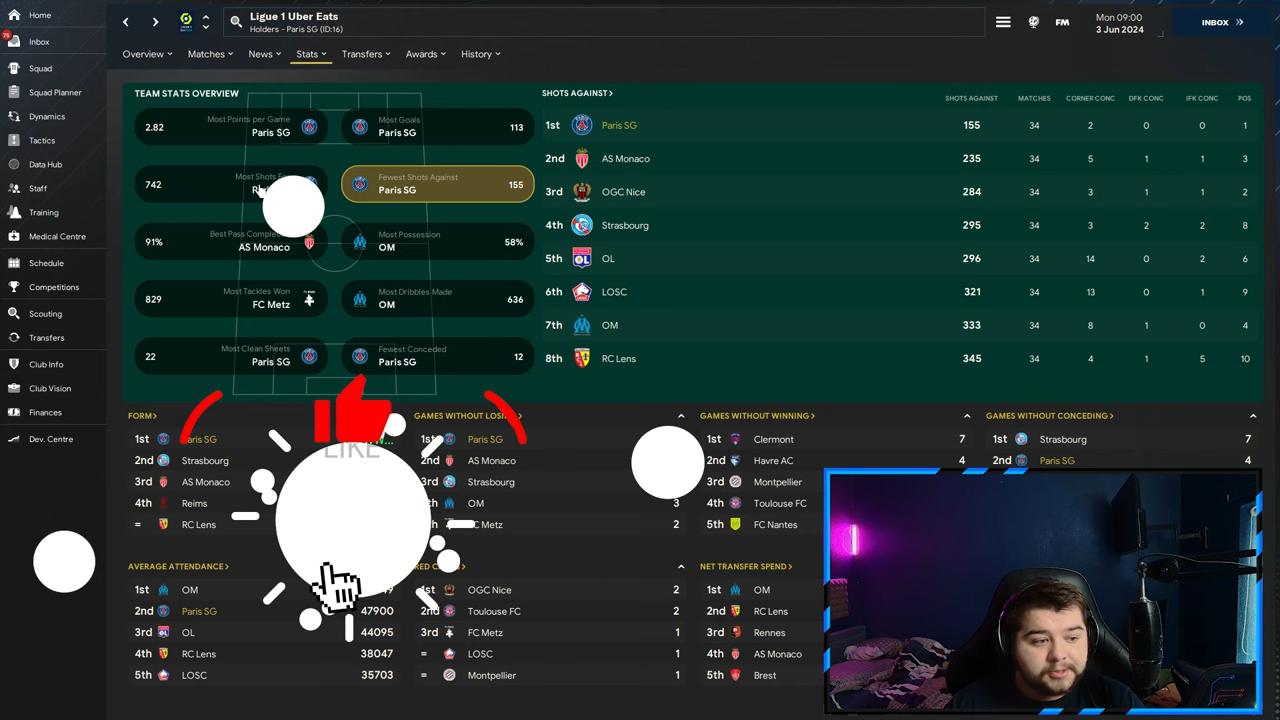 Home
75
Inbox
Squad
Squad Planner
Dynamics
Tactics
Data Hub
Staff
Training
Medical Centre
Schedule
Competitions
Scouting
Transfers
Club Info
Club Vision
Finances
Dev. Centre
Ligue 1 Uber Eats
Holders - Paris SG (ID:16)
FM
Mon 09:00
3 Jun 2024
INBOX
Overview
Matches
News
Stats
Transfers
Awards
History
TEAM STATS OVERVIEW
2.82 Most Points per Game
Paris SG
Most Goals
Paris SG 113
742 Most Shots
Fewest Shots Against
Paris SG 155
91% Best Pass
AS Monaco
Most Possession
OM 58%
829 Most Tackles Won
FC Metz
Most Dribbles Made
OM 636
22 Most Clean Sheets
Paris SG
Fewest Conceded
Paris SG 12
SHOTS AGAINST >
SHOTS AGAINST MATCHES CORNER CONC DFK CONC IFK CONC POS
1st Paris SG 155 34 2 0 0 1
2nd AS Monaco 235 34 5 1 1 3
3rd OGC Nice 284 34 3 1 1 2
4th Strasbourg 295 34 3 2 2 8
5th OL 296 34 14 0 2 6
6th LOSC 321 34 13 0 1 9
7th OM 333 34 8 1 0 4
8th RC Lens 345 34 4 1 5 10
FORM >
1st Paris SG
2nd Strasbourg
3rd AS Monaco
4th Reims
= RC Lens
LIKE
GAMES WITHOUT
1st Paris SG
2nd AS Monaco
3rd Strasbourg
OM 3
Metz 2
GAMES WITHOUT WINNING >
1st Clermont 7
2nd Havre AC 4
3rd Montpellier
4th Toulouse FC
5th FC Nantes
GAMES WITHOUT CONCEDING >
1st Strasbourg 7
2nd Paris SG 4
AVERAGE ATTENDANCE >
1st OM
2nd Paris SG 47900
3rd OL 44095
4th RC Lens 38047
5th LOSC 35703
RED
1st OGC Nice 2
2nd Toulouse FC 2
3rd FC Metz 1
= LOSC 1
= Montpellier 1
NET TRANSFER SPEND >
1st OM
2nd RC Lens
3rd Rennes
4th AS Monaco
5th Brest